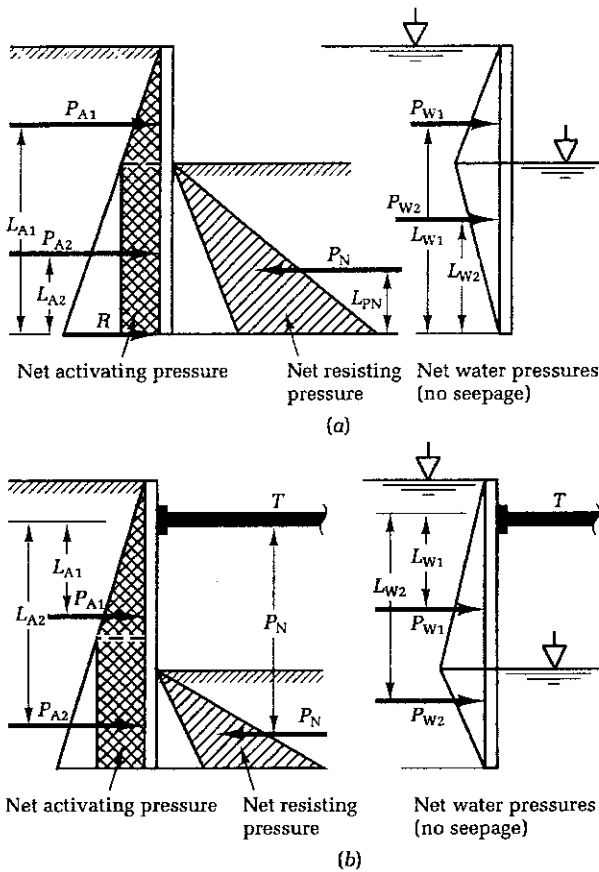 P_A1
L_A1
P_A2
L_A2
R
P_N
L_PN
P_W1
P_W2
L_W1
L_W2
Net activating pressure
Net resisting
pressure
Net water pressures
(no seepage)
(a)
T
L_A1
L_A2
P_A1
P_N
P_A2
P_N
T
L_W1
L_W2
P_W1
P_W2
Net activating pressure
Net resisting
pressure
Net water pressures
(no seepage)
(b)